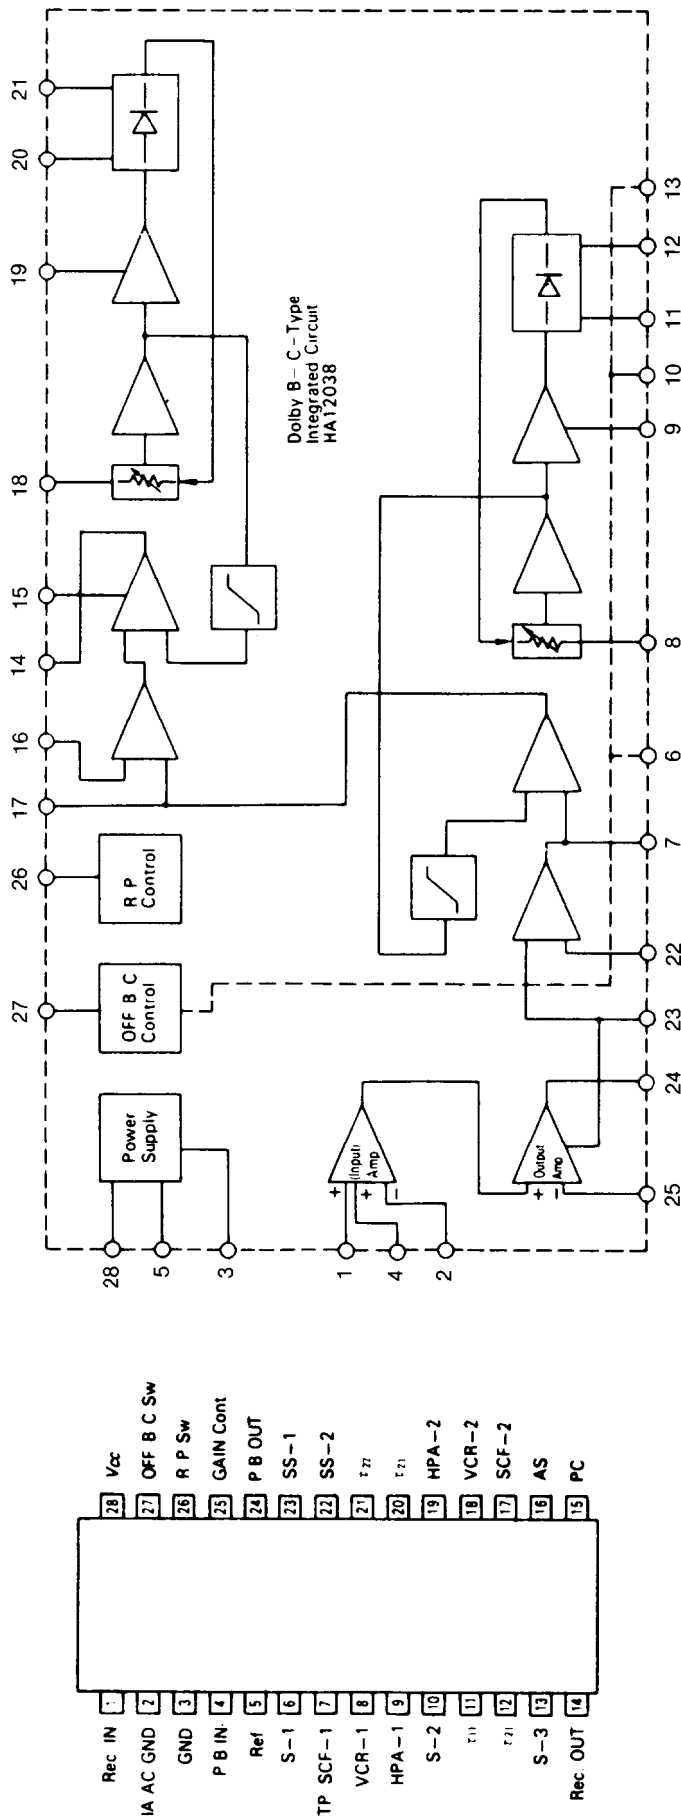 21
20
19
18
15
14
16
17
26
27
13
12
11
10
9
8
6
7
22
23
24
25
28
5
3
1
4
2
Dolby B-C-Type
Integrated Circuit
HA12038
R P
Control
OFF B C
Control
Power
Supply
+
(Input)
Amp
+
-
Output
Amp
+
-
Rec IN 1
IA AC GND 2
GND 3
P B IN 4
Ref 5
S-1 6
TP SCF-1 7
VCR-1 8
HPA-1 9
S-2 10
τ11 11
τ21 12
S-3 13
Rec. OUT 14
28 Vcc
27 OFF B C Sw
26 R P Sw
25 GAIN Cont
24 P B OUT
23 SS-1
22 SS-2
21 τ22
20 τ21
19 HPA-2
18 VCR-2
17 SCF-2
16 AS
15 PC